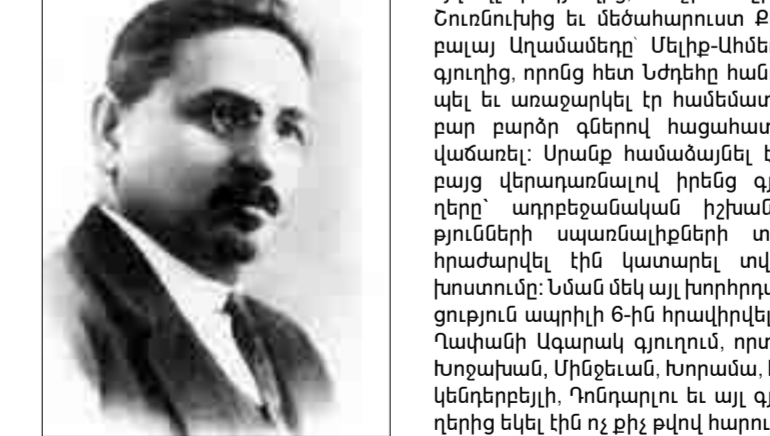 Շուռնուխից եւ մեծահարուստ Ք
բալայ Աղամամեդը՝ Մելիք-Ահմե
գյուղից, որոնց հետ Նժդեհը հան
պել եւ առաջարկել էր համեմատ
բար բարձր գներով հացահատ
վաճառել: Սրանք համաձայնել է
բայց վերադառնալով իրենց գյ
ղերը՝ ադրբեջանական իշխան
թյունների սպառնալիքների տ
հրաժարվել էին կատարել տվ
խոստումը: Նման մեկ այլ խորհրդա
ցություն ապրիլի 6-ին հրավիրվել
Ղափանի Ագարակ գյուղում, որտ
Խոջախան, Մինջեւան, Խորամա,
կենդերբեյլի, Դոնդարլու եւ այլ գյ
ղերից եկել էին ոչ քիչ թվով հարու